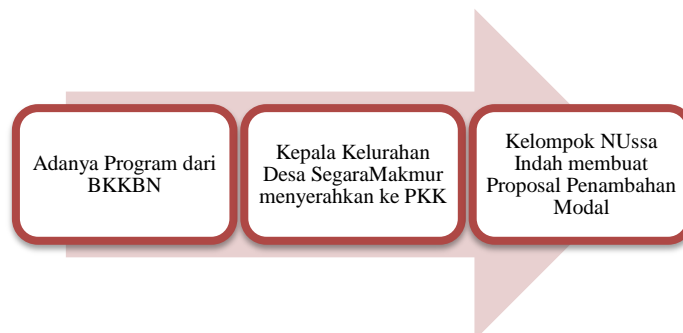 Adanya Program dari
BKKBN
Kepala Kelurahan
Desa SegaraMakmur
menyerahkan ke PKK
Kelompok NUssa
Indah membuat
Proposal Penambahan
Modal